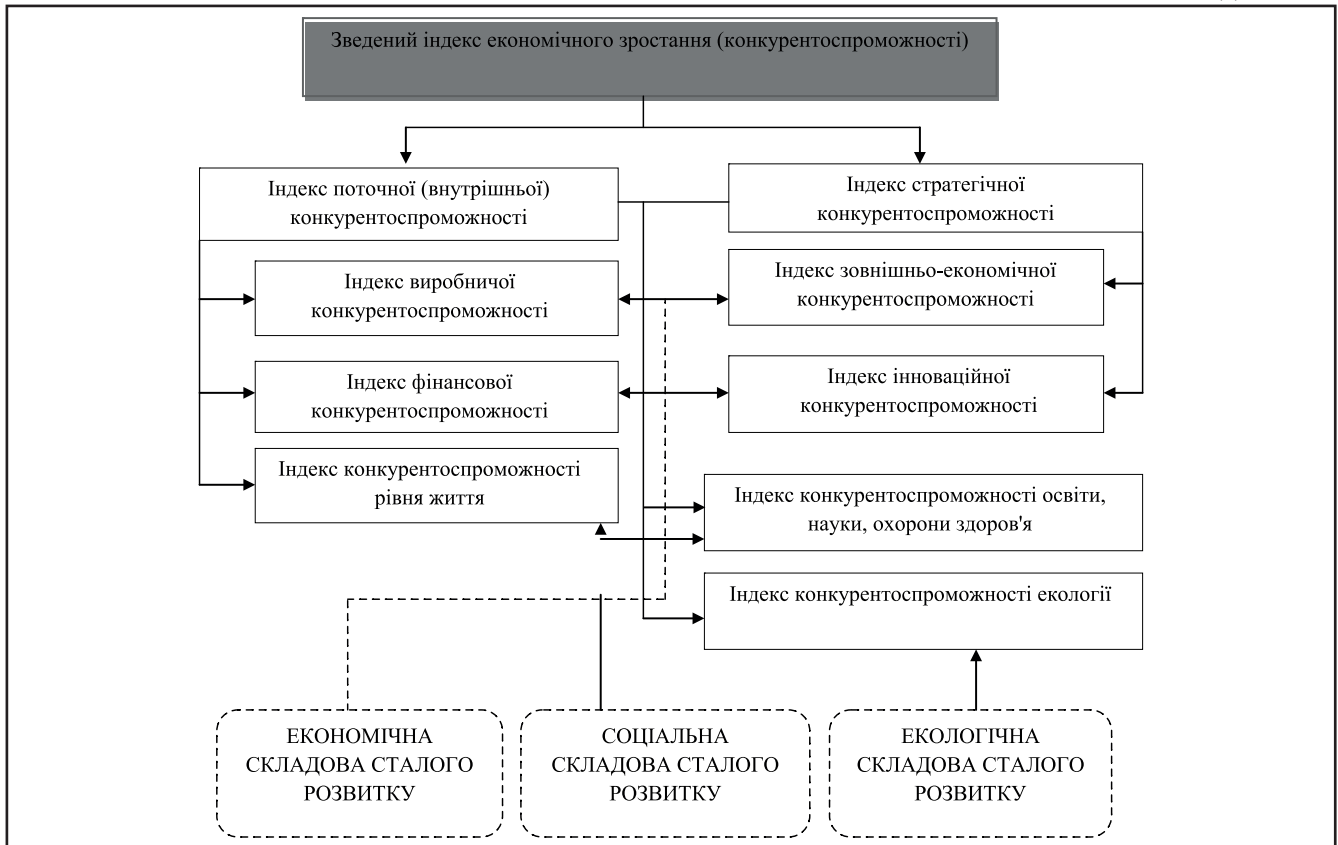 Зведений індекс економічного зростання (конкурентоспроможності)
Індекс поточної (внутрішньої)
конкурентоспроможності
Індекс стратегічної
конкурентоспроможності
Індекс виробничої
конкурентоспроможності
Індекс зовнішньо-економічної
конкурентоспроможності
Індекс фінансової
конкурентоспроможності
Індекс інноваційної
конкурентоспроможності
Індекс конкурентоспроможності
рівня життя
Індекс конкурентоспроможності освіти,
науки, охорони здоров'я
Індекс конкурентоспроможності екології
ЕКОНОМІЧНА
СКЛАДОВА СТАЛОГО
РОЗВИТКУ
СОЦІАЛЬНА
СКЛАДОВА СТАЛОГО
РОЗВИТКУ
ЕКОЛОГІЧНА
СКЛАДОВА СТАЛОГО
РОЗВИТКУ